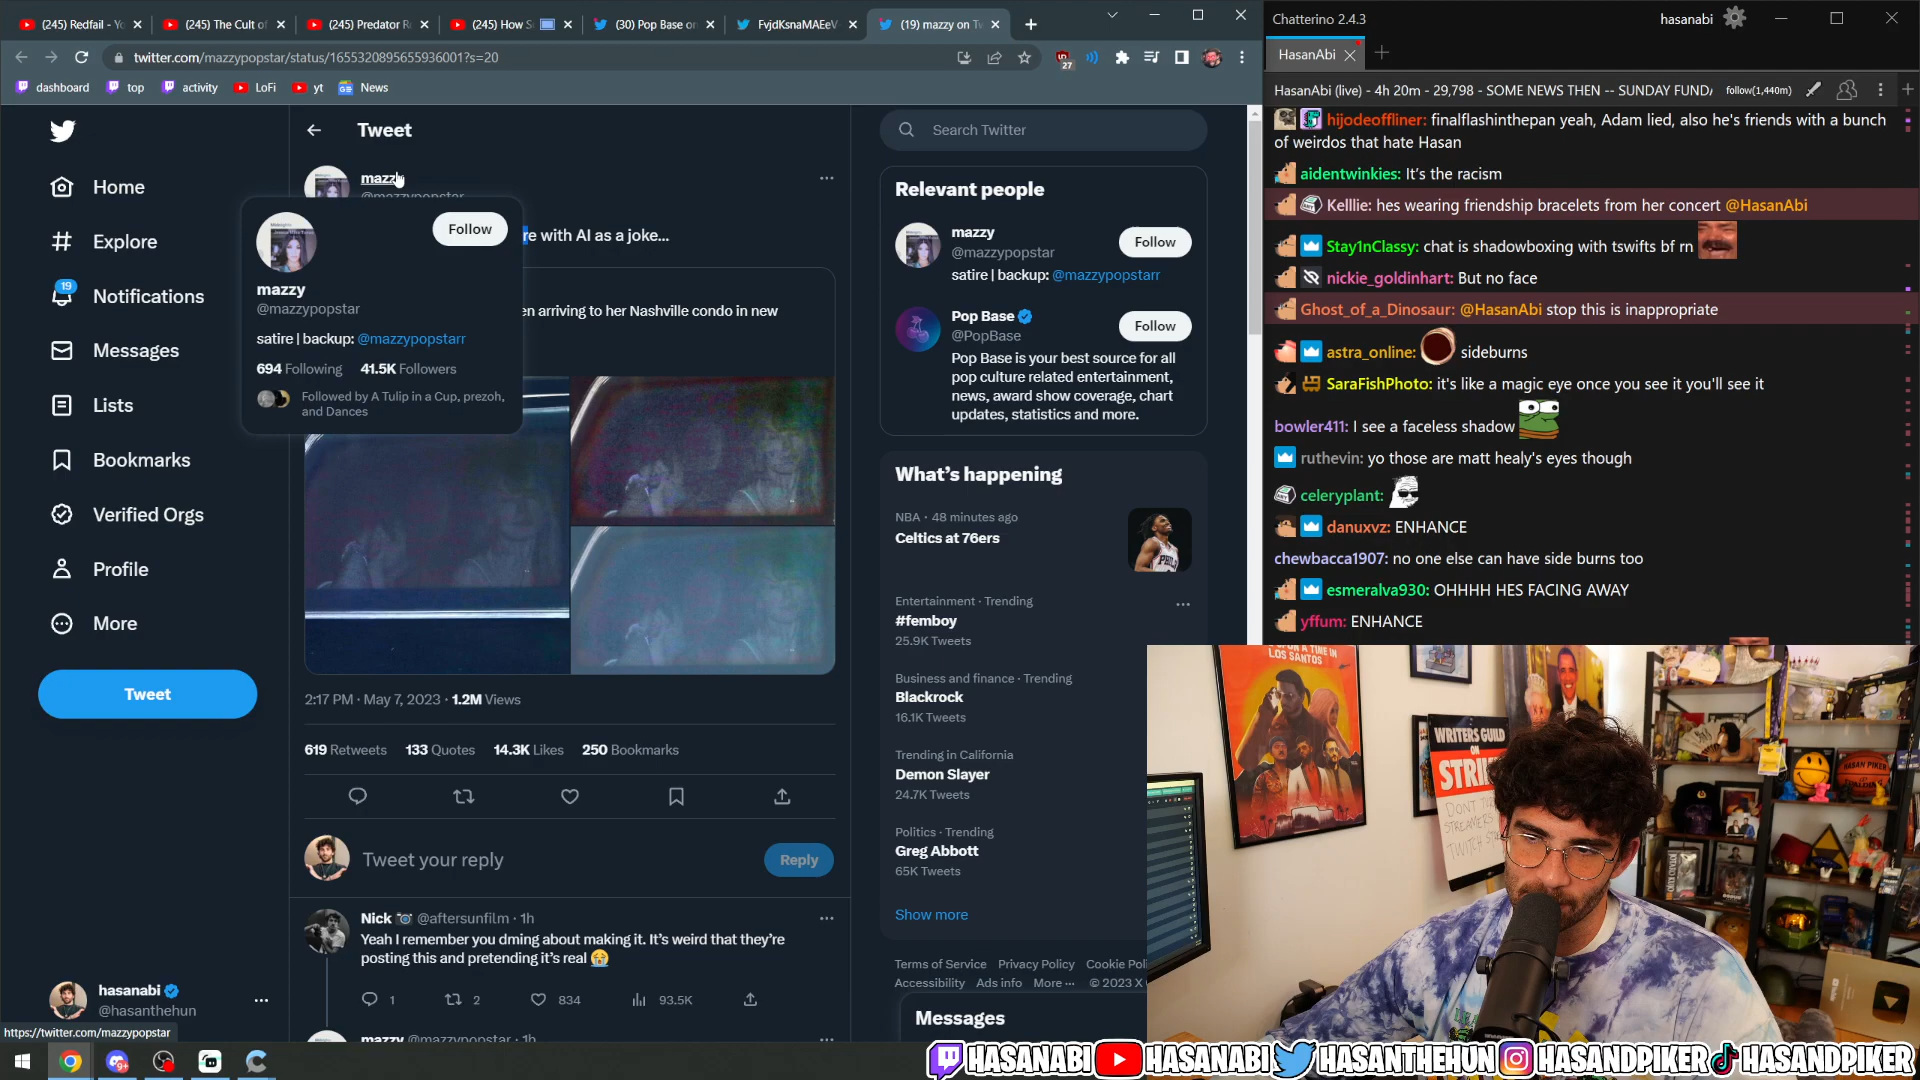 (245) Redfail - Yo
(245) The Cult of
(245) Predator R
(245) How S
(30) Pop Base on
FvjdKsnaMAEeV
(19) mazzy on Tw
twitter.com/mazzypopstar/status/1655320895655936001?s=20
27
dashboard
top
activity
LoFi
yt
News
Tweet
mazzy
@mazzypopstar
re with AI as a joke...
en arriving to her Nashville condo in new
Follow
mazzy
@mazzypopstar
satire | backup: @mazzypopstarr
694 Following 41.5K Followers
Followed by A Tulip in a Cup, prezoh,
and Dances
Home
Explore
19
Notifications
Messages
Lists
Bookmarks
Verified Orgs
Profile
More
Tweet
2:17 PM · May 7, 2023 · 1.2M Views
619 Retweets 133 Quotes 14.3K Likes 250 Bookmarks
Tweet your reply
Reply
Nick @aftersunfilm · 1h
Yeah I remember you dming about making it. It's weird that they're
posting this and pretending it's real 😭
1
2
834
93.5K
mazzy @mazzypopstar · 1h
hasanabi
@hasanthehun
https://twitter.com/mazzypopstar
Search Twitter
Relevant people
mazzy
@mazzypopstar
Follow
satire | backup: @mazzypopstarr
Pop Base
@PopBase
Follow
Pop Base is your best source for all
pop culture related entertainment,
news, award show coverage, chart
updates, statistics and more.
What's happening
NBA · 48 minutes ago
Celtics at 76ers
Entertainment · Trending
#femboy
25.9K Tweets
Business and finance · Trending
Blackrock
16.1K Tweets
Trending in California
Demon Slayer
24.7K Tweets
Politics · Trending
Greg Abbott
65K Tweets
Show more
Terms of Service Privacy Policy Cookie Poli
Accessibility Ads info More ··· © 2023 X
Messages
Chatterino 2.4.3
hasanabi
HasanAbi
HasanAbi (live) - 4h 20m - 29,798 - SOME NEWS THEN -- SUNDAY FUND
follow(1,440m)
hijodeoffliner: finalflashinthepan yeah, Adam lied, also he's friends with a bunch
of weirdos that hate Hasan
aidentwinkies: It's the racism
Kelllie: hes wearing friendship bracelets from her concert @HasanAbi
Stay1nClassy: chat is shadowboxing with tswifts bf rn
nickie_goldinhart: But no face
Ghost_of_a_Dinosaur: @HasanAbi stop this is inappropriate
astra_online: sideburns
SaraFishPhoto: it's like a magic eye once you see it you'll see it
bowler411: I see a faceless shadow
ruthevin: yo those are matt healy's eyes though
celeryplant:
danuxvz: ENHANCE
chewbacca1907: no one else can have side burns too
esmeralva930: OHHHH HES FACING AWAY
yffum: ENHANCE
LOS SANTOS
WRITERS GUILD
ON
STRIKE
HASAN PIKER
HASANABI
HASANABI
HASANTHEHUN
HASANDPIKER
HASANDPIKER